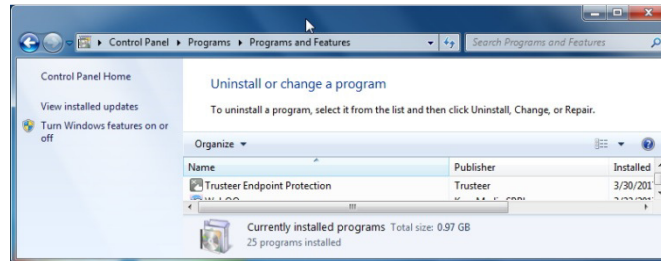 Control Panel ▸ Programs ▸ Programs and Features
Search Programs and Features
Control Panel Home
View installed updates
Turn Windows features on or
off
Uninstall or change a program
To uninstall a program, select it from the list and then click Uninstall, Change, or Repair.
Organize
Name Publisher Installed
Trusteer Endpoint Protection Trusteer 3/30/201
Currently installed programs Total size: 0.97 GB
25 programs installed